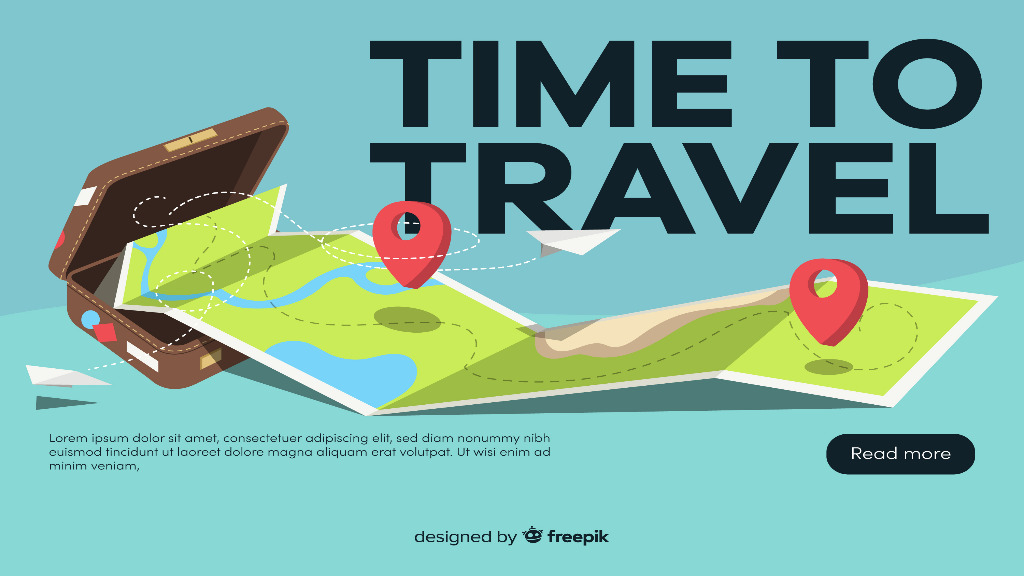 TIME TO
TRAVEL
Lorem ipsum dolor sit amet, consectetuer adipiscing elit, sed diam nonummy nibh
euismod tincidunt ut laoreet dolore magna aliquam erat volutpat. Ut wisi enim ad
minim veniam,
Read more
designed by freepik